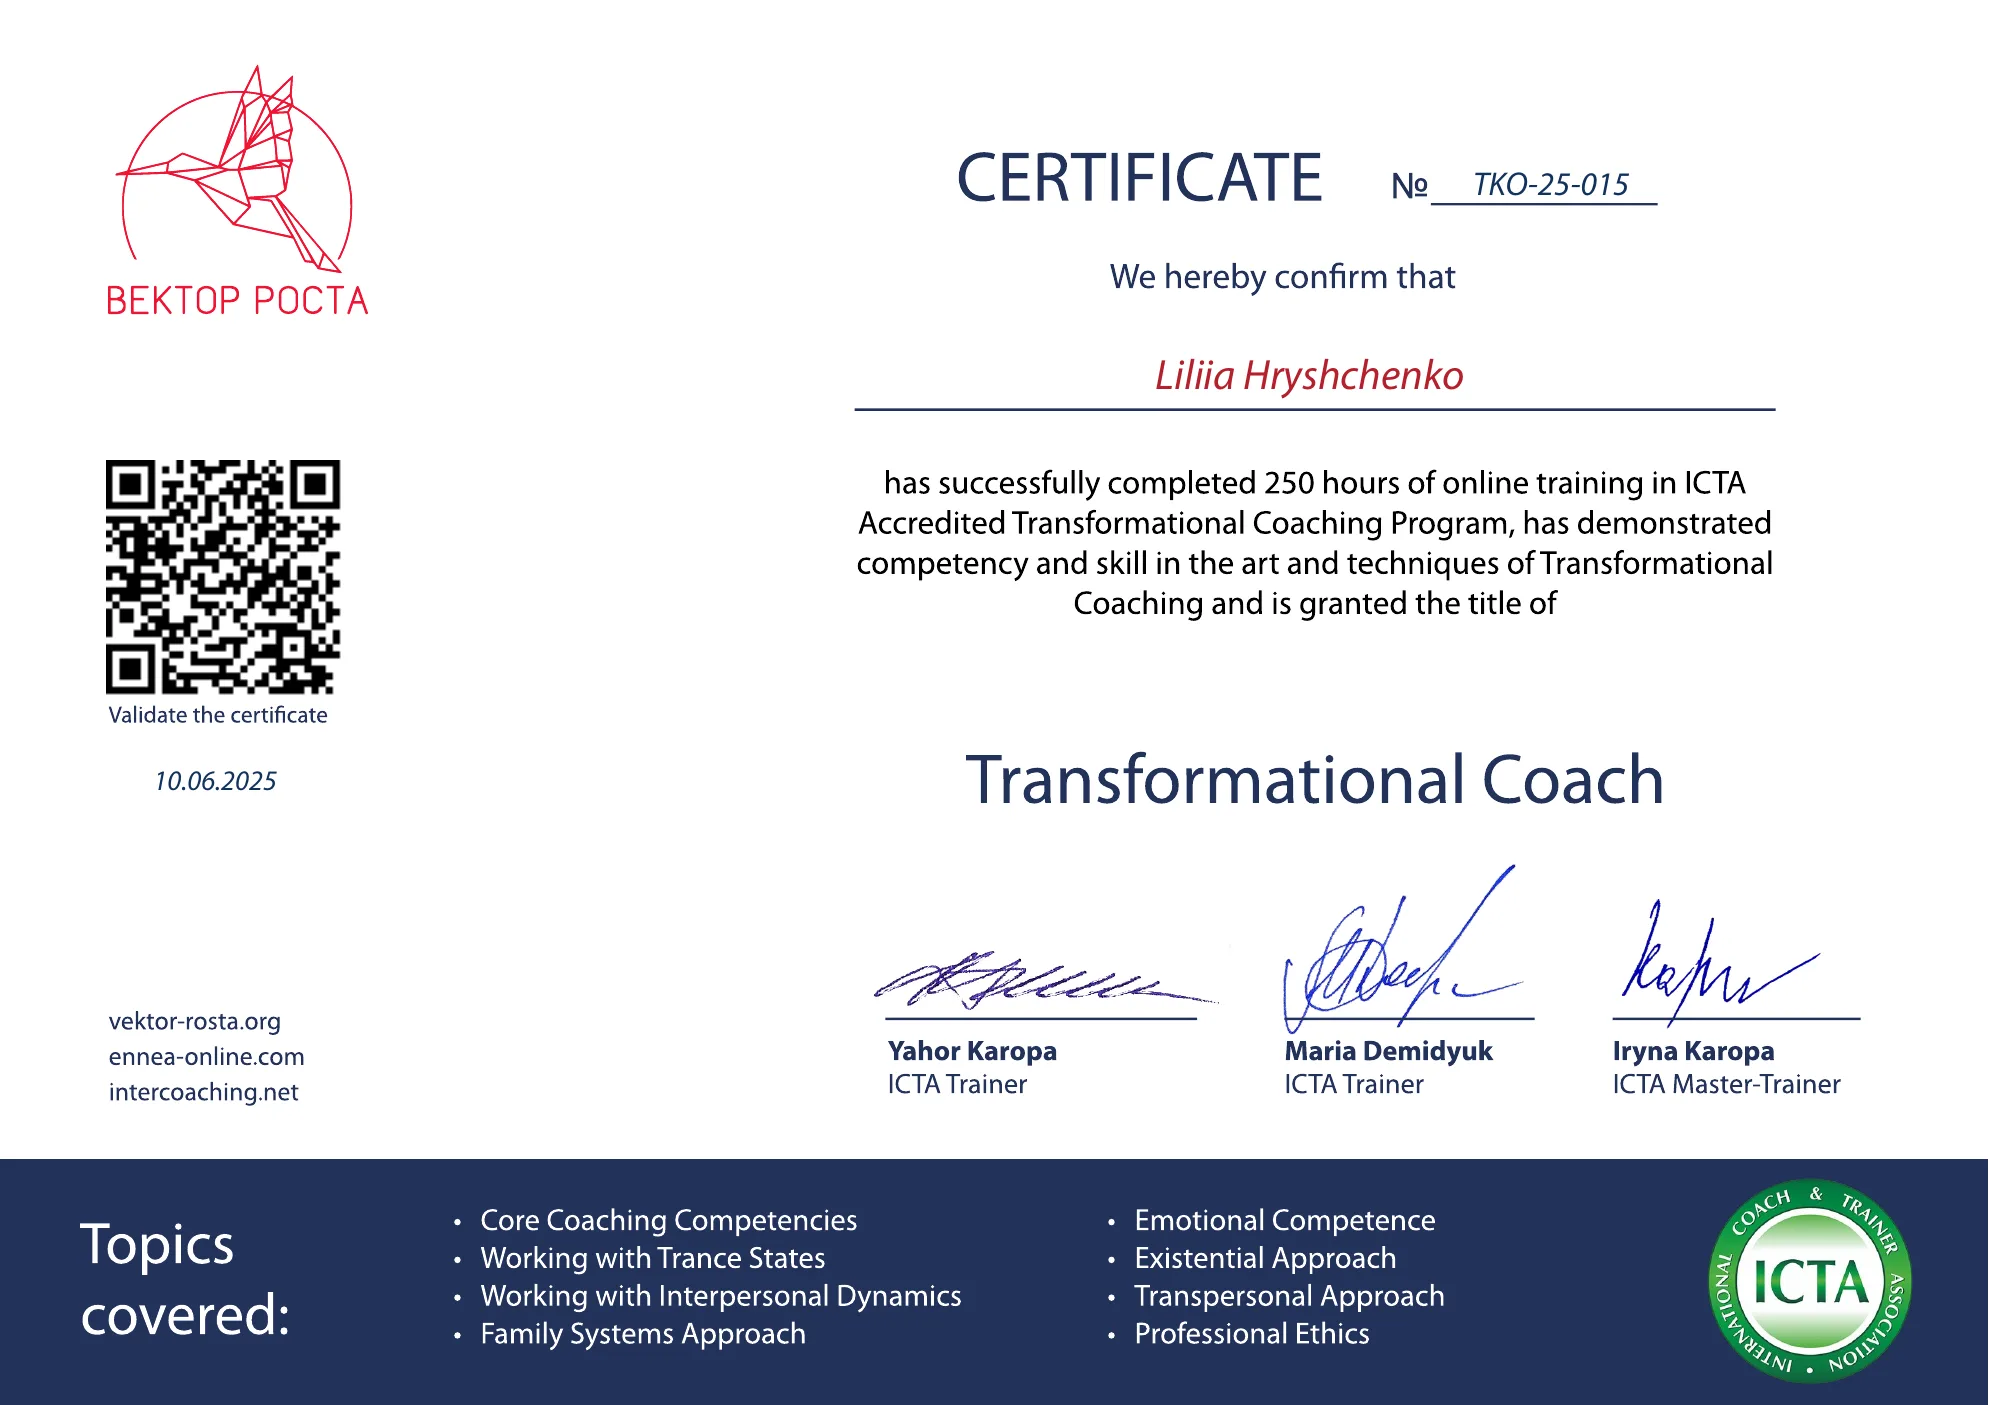 ВЕКТОР РОСТА
CERTIFICATE № TKO-25-015
We hereby confirm that
Liliia Hryshchenko
has successfully completed 250 hours of online training in ICTA
Accredited Transformational Coaching Program, has demonstrated
competency and skill in the art and techniques of Transformational
Coaching and is granted the title of
Validate the certificate
10.06.2025
Transformational Coach
vektor-rosta.org
ennea-online.com
intercoaching.net
Yahor Karopa
ICTA Trainer
Maria Demidyuk
ICTA Trainer
Iryna Karopa
ICTA Master-Trainer
Topics
covered:
• Core Coaching Competencies
• Working with Trance States
• Working with Interpersonal Dynamics
• Family Systems Approach
• Emotional Competence
• Existential Approach
• Transpersonal Approach
• Professional Ethics
INTERNATIONAL COACH & TRAINER ASSOCIATION •
ICTA